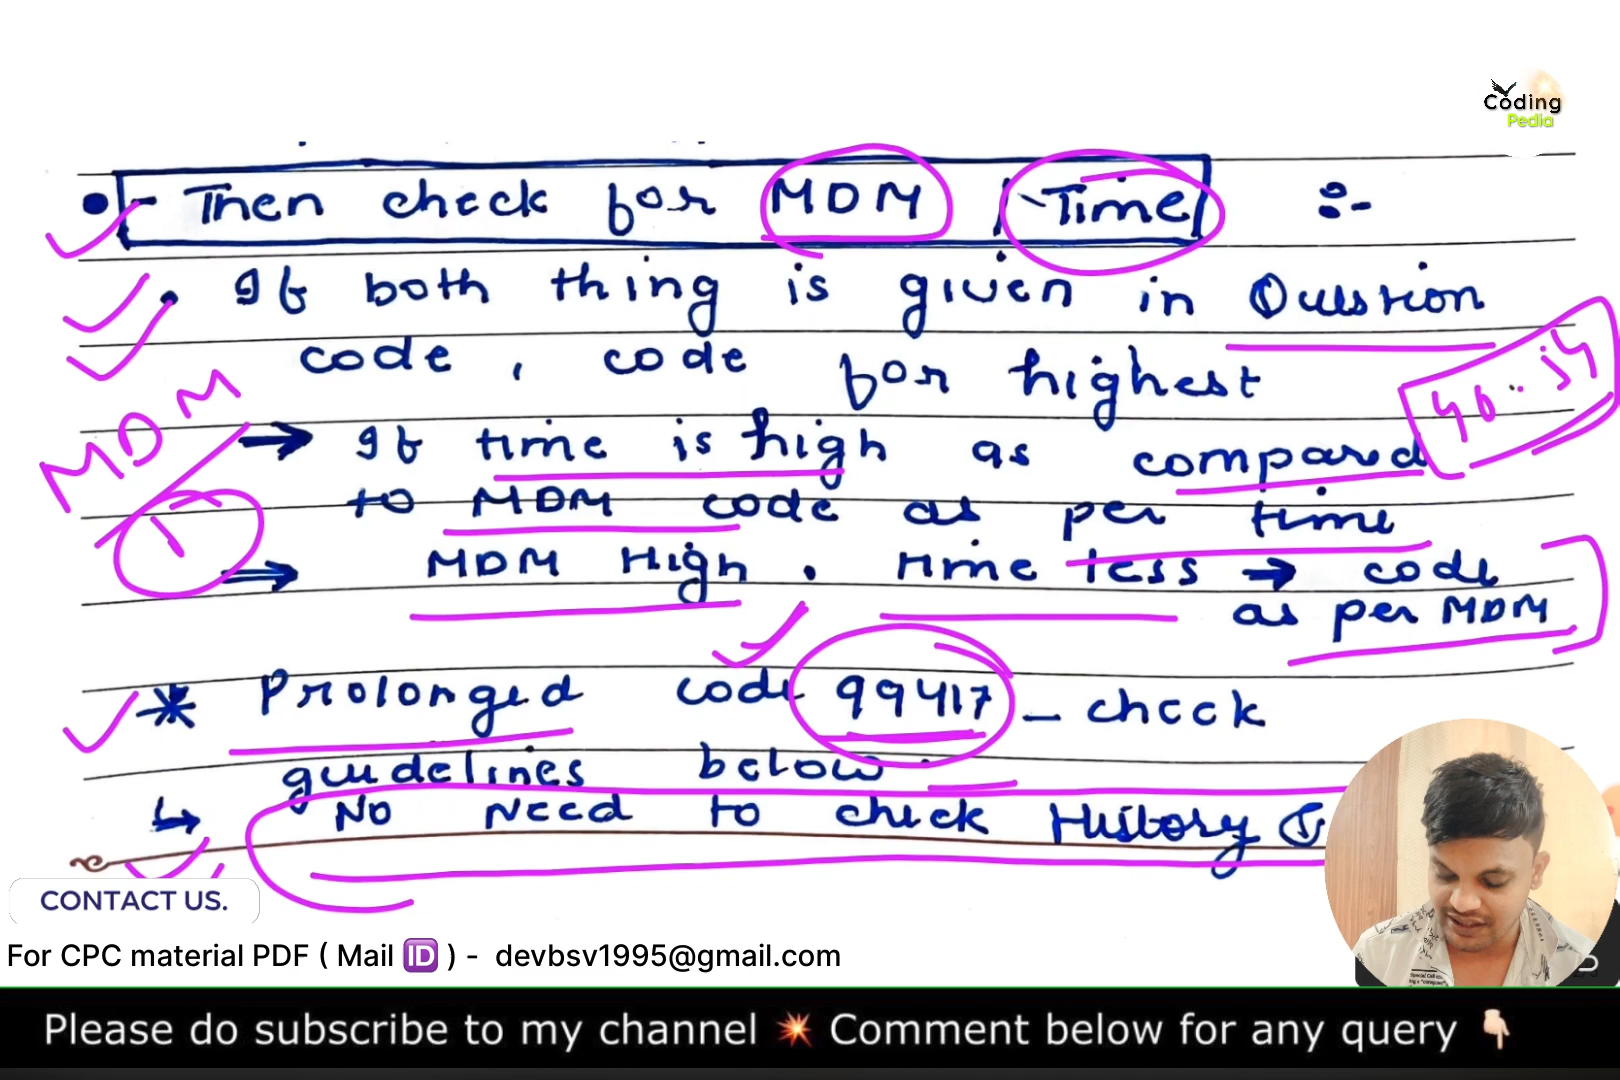 Coding
Pedia
- Then check for MDM | Time :-
If both thing is given in Question
code, code for highest
40-54
MDM
→ If time is high as compared
to MDM code as per time
⇒ MDM High, time less → code
as per MDM
* Prolonged code 99417 - check
guidelines below.
↳ No Need to check History &
CONTACT US.
For CPC material PDF ( Mail 🆔 ) - devbsv1995@gmail.com
Please do subscribe to my channel 💥 Comment below for any query 👇🏻